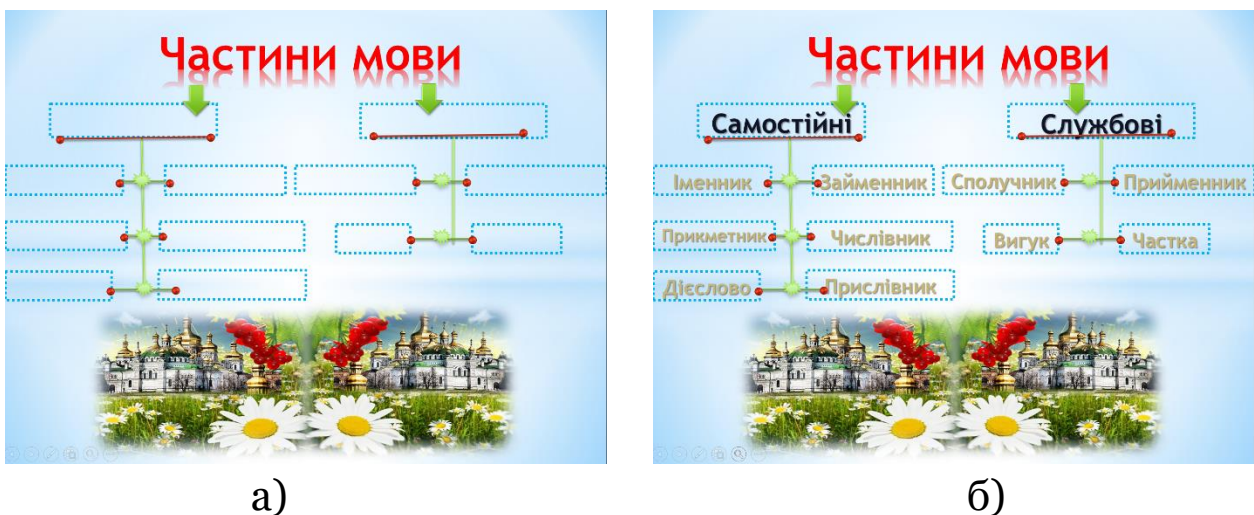 Частини мови
а)
Частини мови
Самостійні Службові
Іменник Займенник Сполучник Прийменник
Прикметник Числівник Вигук Частка
Дієслово Прислівник
б)